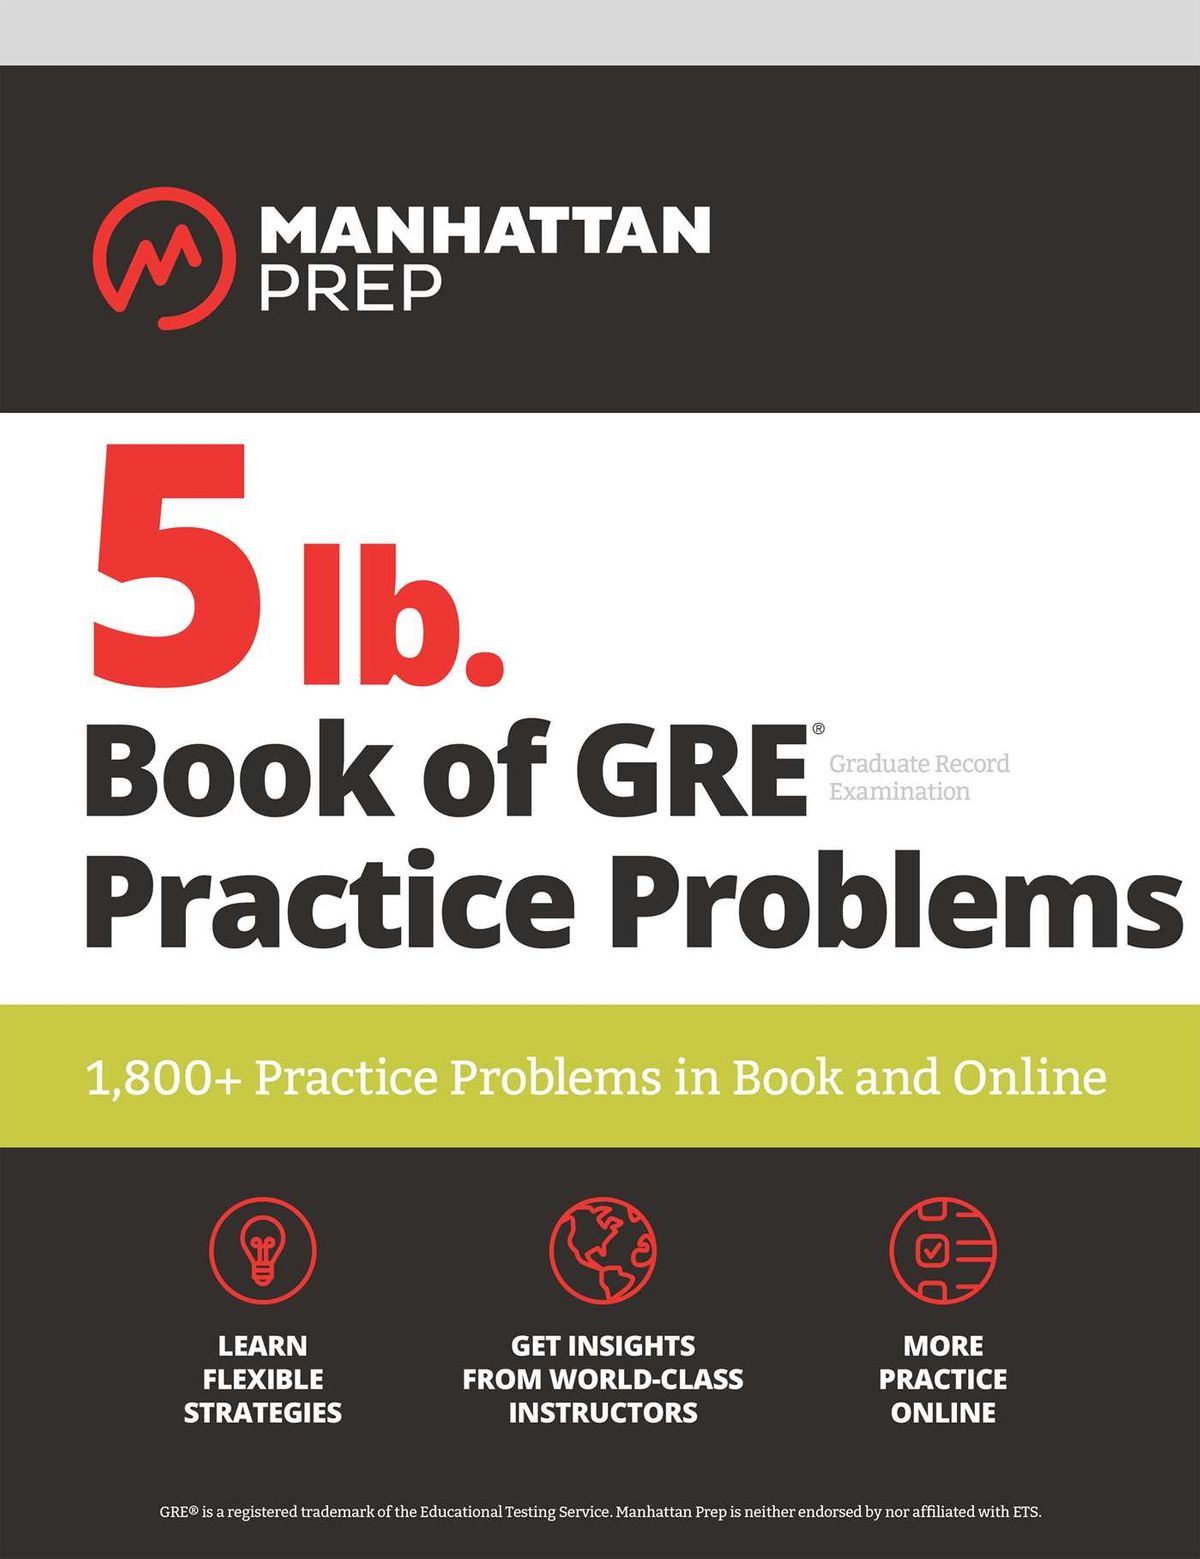 MANHATTAN
PREP
5 lb.
Book of GRE®
Graduate Record
Examination
Practice Problems
1,800+ Practice Problems in Book and Online
LEARN
FLEXIBLE
STRATEGIES
GET INSIGHTS
FROM WORLD-CLASS
INSTRUCTORS
MORE
PRACTICE
ONLINE
GRE® is a registered trademark of the Educational Testing Service. Manhattan Prep is neither endorsed by nor affiliated with ETS.